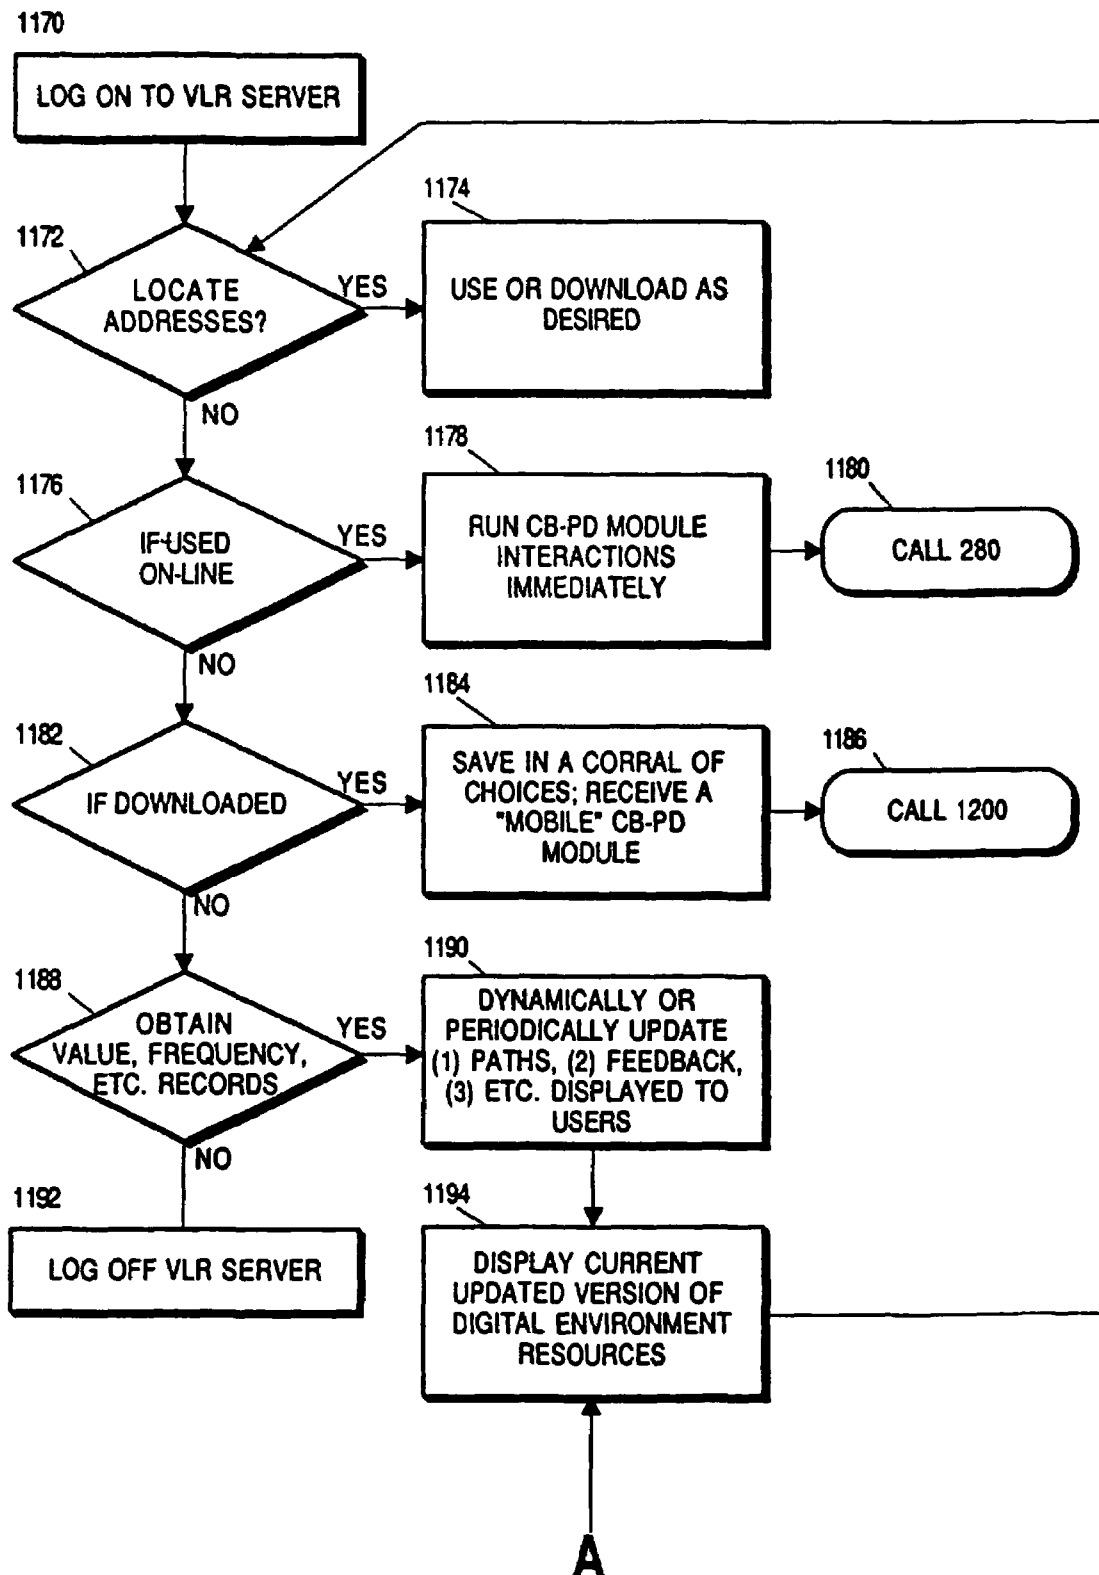 1170
LOG ON TO VLR SERVER
1172
LOCATE
ADDRESSES?
YES
NO
1174
USE OR DOWNLOAD AS
DESIRED
1176
IF-USED
ON-LINE
YES
NO
1178
RUN CB-PD MODULE
INTERACTIONS
IMMEDIATELY
1180
CALL 280
1182
IF DOWNLOADED
YES
NO
1184
SAVE IN A CORRAL OF
CHOICES; RECEIVE A
"MOBILE" CB-PD
MODULE
1186
CALL 1200
1188
OBTAIN
VALUE, FREQUENCY,
ETC. RECORDS
YES
NO
1190
DYNAMICALLY OR
PERIODICALLY UPDATE
(1) PATHS, (2) FEEDBACK,
(3) ETC. DISPLAYED TO
USERS
1192
LOG OFF VLR SERVER
1194
DISPLAY CURRENT
UPDATED VERSION OF
DIGITAL ENVIRONMENT
RESOURCES
A